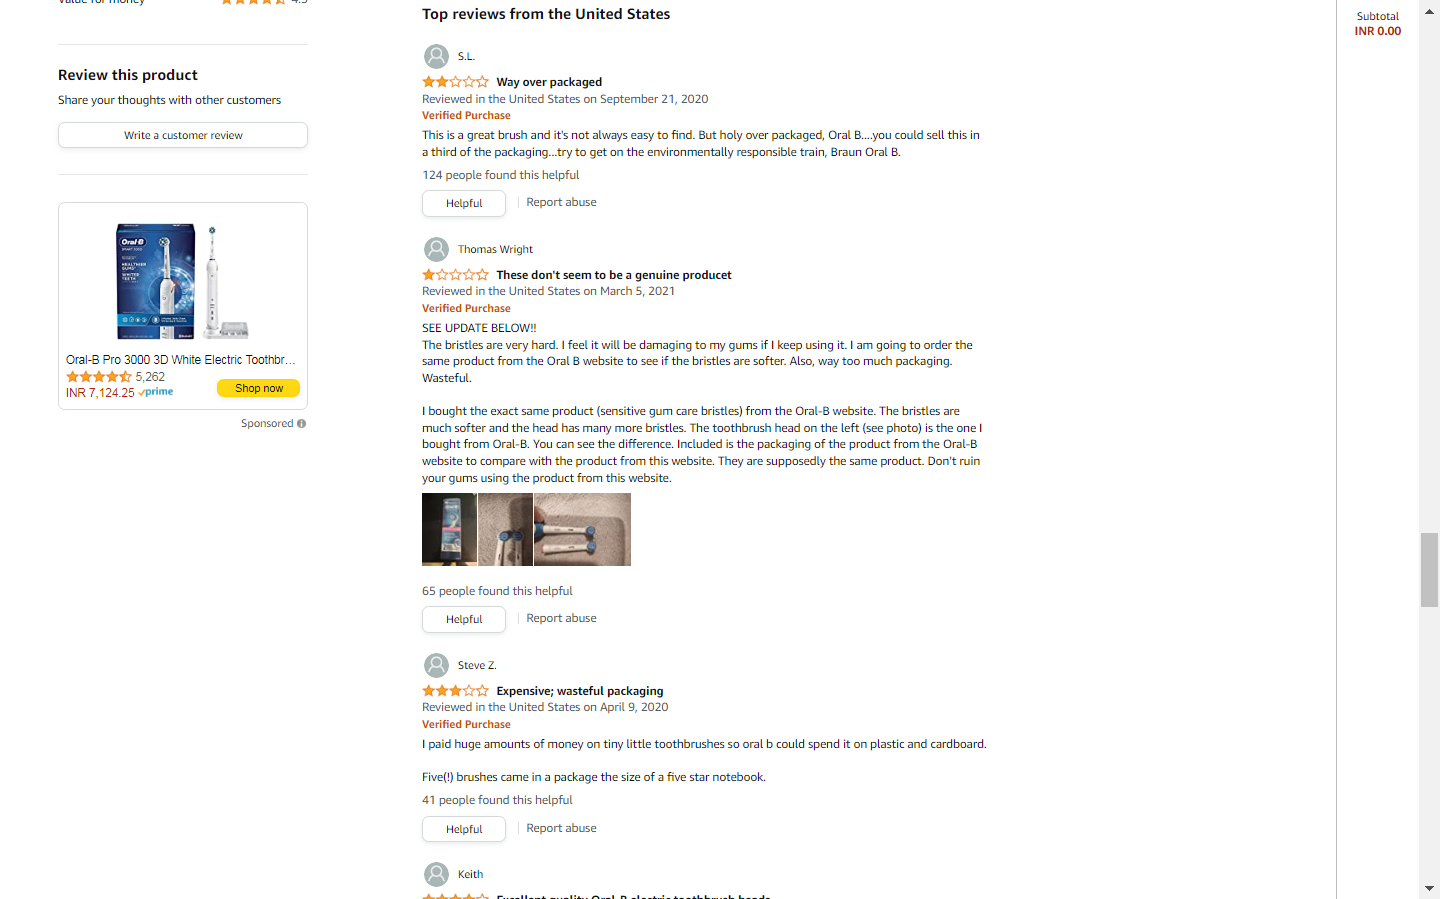 Value for money 4.5
Review this product
Share your thoughts with other customers
Write a customer review
Oral-B
HEALTHIER
GUMS
WHITER
TEETH
Oral-B Pro 3000 3D White Electric Toothbr...
5,262
INR 7,124.25 prime
Shop now
Sponsored
Top reviews from the United States
S.L.
Way over packaged
Reviewed in the United States on September 21, 2020
Verified Purchase
This is a great brush and it's not always easy to find. But holy over packaged, Oral B....you could sell this in
a third of the packaging...try to get on the environmentally responsible train, Braun Oral B.
124 people found this helpful
Helpful
Report abuse
Thomas Wright
These don't seem to be a genuine producet
Reviewed in the United States on March 5, 2021
Verified Purchase
SEE UPDATE BELOW!!
The bristles are very hard. I feel it will be damaging to my gums if I keep using it. I am going to order the
same product from the Oral B website to see if the bristles are softer. Also, way too much packaging.
Wasteful.
I bought the exact same product (sensitive gum care bristles) from the Oral-B website. The bristles are
much softer and the head has many more bristles. The toothbrush head on the left (see photo) is the one I
bought from Oral-B. You can see the difference. Included is the packaging of the product from the Oral-B
website to compare with the product from this website. They are supposedly the same product. Don't ruin
your gums using the product from this website.
65 people found this helpful
Helpful
Report abuse
Steve Z.
Expensive; wasteful packaging
Reviewed in the United States on April 9, 2020
Verified Purchase
I paid huge amounts of money on tiny little toothbrushes so oral b could spend it on plastic and cardboard.
Five(!) brushes came in a package the size of a five star notebook.
41 people found this helpful
Helpful
Report abuse
Keith
Excellent quality Oral-B electric toothbrush heads
Subtotal
INR 0.00